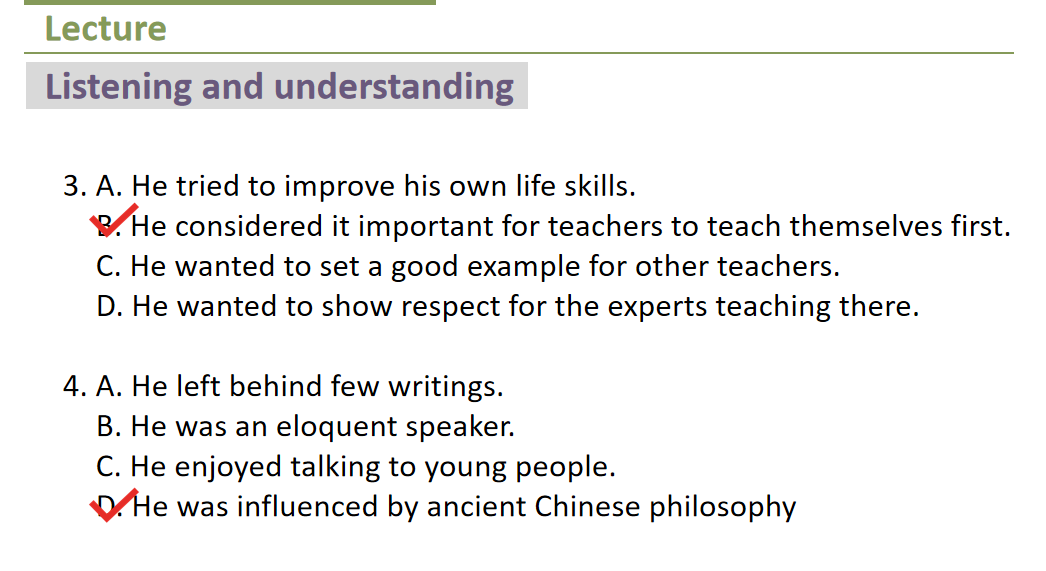 Lecture
Listening and understanding
3. A. He tried to improve his own life skills.
B. He considered it important for teachers to teach themselves first.
C. He wanted to set a good example for other teachers.
D. He wanted to show respect for the experts teaching there.
4. A. He left behind few writings.
B. He was an eloquent speaker.
C. He enjoyed talking to young people.
D. He was influenced by ancient Chinese philosophy